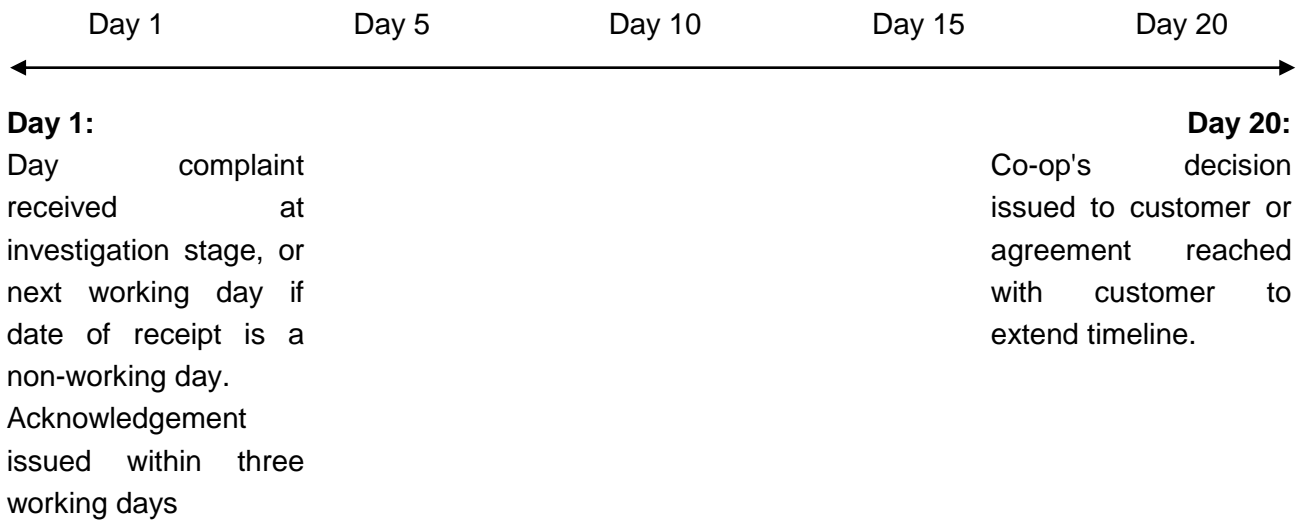 Day 1 Day 5 Day 10 Day 15 Day 20
Day 1:
Day complaint
received at
investigation stage, or
next working day if
date of receipt is a
non-working day.
Acknowledgement
issued within three
working days
Day 20:
Co-op's decision
issued to customer or
agreement reached
with customer to
extend timeline.